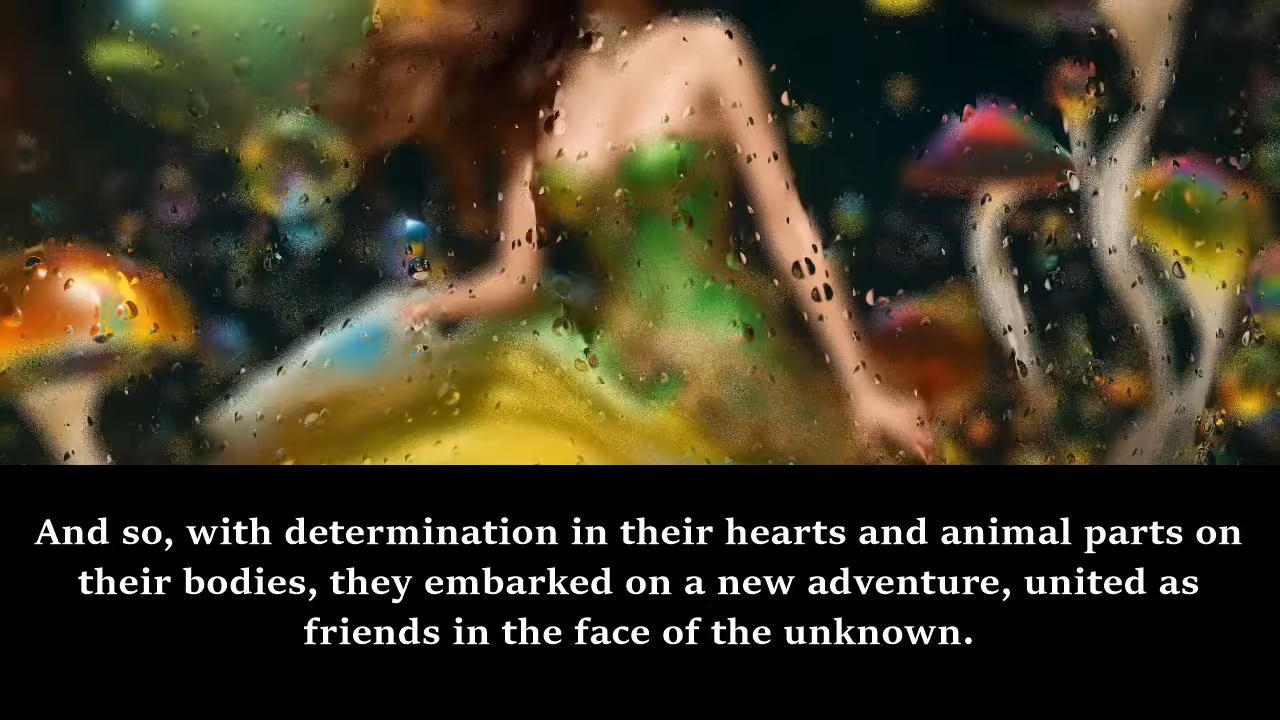 And so, with determination in their hearts and animal parts on
their bodies, they embarked on a new adventure, united as
friends in the face of the unknown.